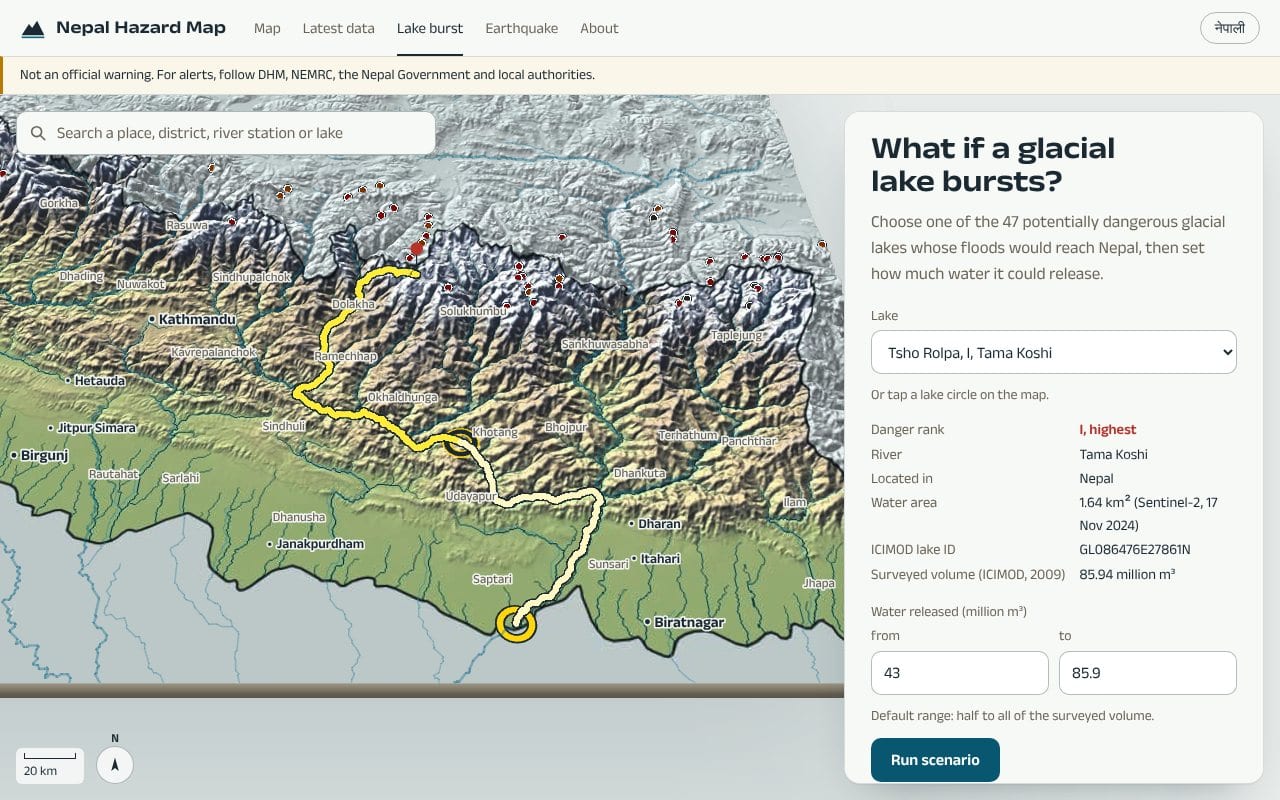 Nepal Hazard Map
Map
Latest data
Lake burst
Earthquake
About
नेपाली
Not an official warning. For alerts, follow DHM, NEMRC, the Nepal Government and local authorities.
Search a place, district, river station or lake
Gorkha
Rasuwa
Dhading
Nuwakot
Sindhupalchok
Dolakha
Solukhumbu
Kathmandu
Sankhuwasabha
Taplejung
Kavrepalanchok
Ramechhap
Hetauda
Okhaldhunga
Jitpur Simara
Sindhuli
Khotang
Bhojpur
Terhathum
Panchthar
Birgunj
Rautahat
Sarlahi
Dhankuta
Udayapur
Ilam
Dhanusha
Dharan
Janakpurdham
Sunsari
Itahari
Saptari
Jhapa
Biratnagar
20 km
N
What if a glacial
lake bursts?
Choose one of the 47 potentially dangerous glacial
lakes whose floods would reach Nepal, then set
how much water it could release.
Lake
Tsho Rolpa, I, Tama Koshi
Or tap a lake circle on the map.
Danger rank I, highest
River Tama Koshi
Located in Nepal
Water area 1.64 km² (Sentinel-2, 17
Nov 2024)
ICIMOD lake ID GL086476E27861N
Surveyed volume (ICIMOD, 2009) 85.94 million m³
Water released (million m³)
from to
43 85.9
Default range: half to all of the surveyed volume.
Run scenario